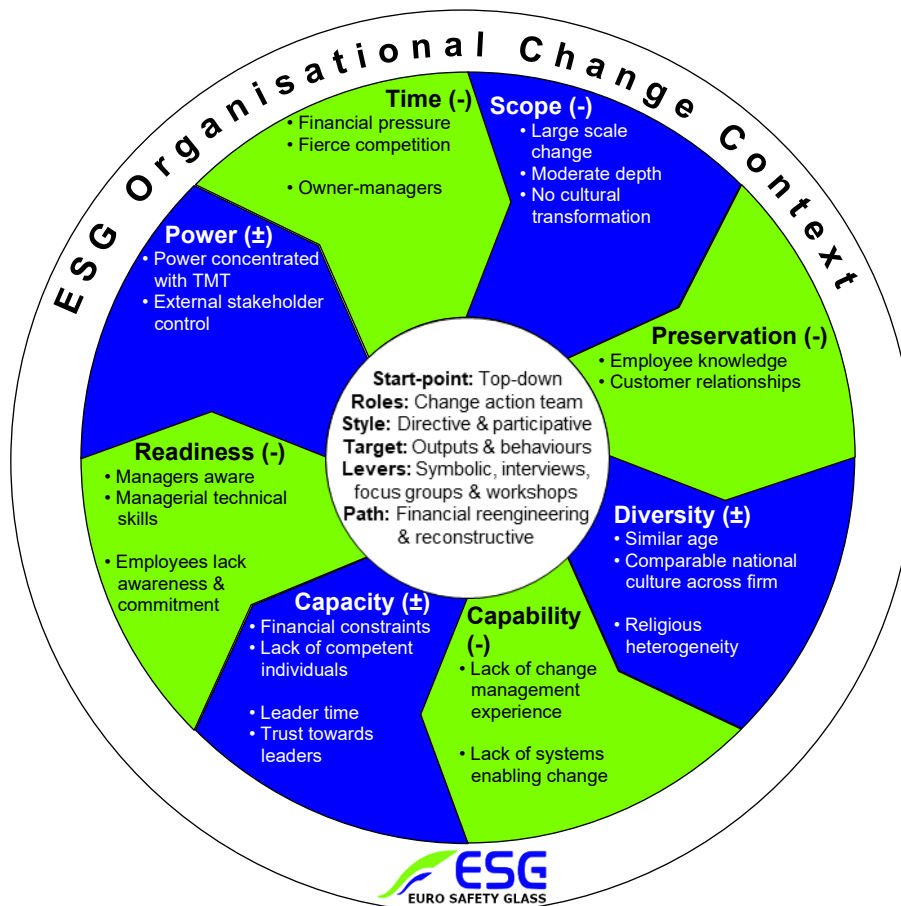 ESG Organisational Change Context
Time (-)
• Financial pressure
• Fierce competition
• Owner-managers
Scope (-)
• Large scale
change
• Moderate depth
• No cultural
transformation
Preservation (-)
• Employee knowledge
• Customer relationships
Diversity (±)
• Similar age
• Comparable national
culture across firm
• Religious
heterogeneity
Capability
(-)
• Lack of change
management
experience
• Lack of systems
enabling change
Capacity (±)
• Financial constraints
• Lack of competent
individuals
• Leader time
• Trust towards
leaders
Readiness (-)
• Managers aware
• Managerial technical
skills
• Employees lack
awareness &
commitment
Power (±)
• Power concentrated
with TMT
• External stakeholder
control
Start-point: Top-down
Roles: Change action team
Style: Directive & participative
Target: Outputs & behaviours
Levers: Symbolic, interviews,
focus groups & workshops
Path: Financial reengineering
& reconstructive
ESG
EURO SAFETY GLASS